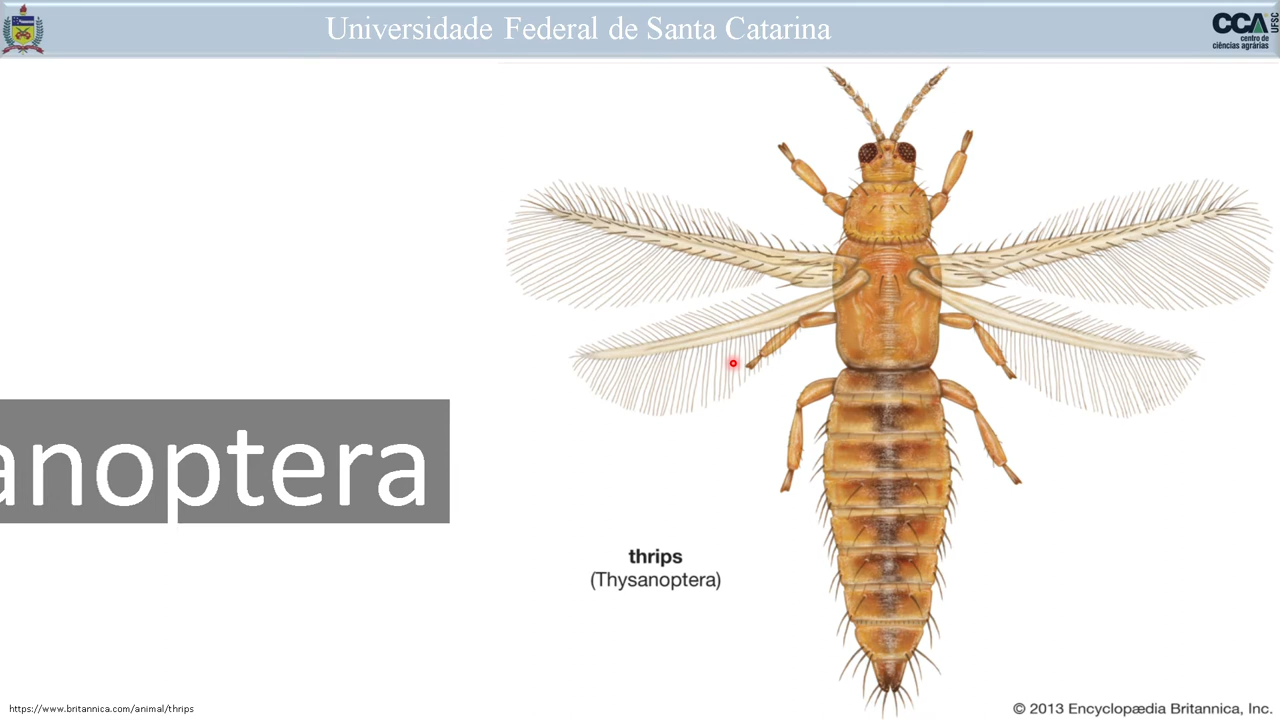 Universidade Federal de Santa Catarina
CCA UFSC
centro de
ciências agrárias
anoptera
thrips
(Thysanoptera)
https://www.britannica.com/animal/thrips
© 2013 Encyclopædia Britannica, Inc.